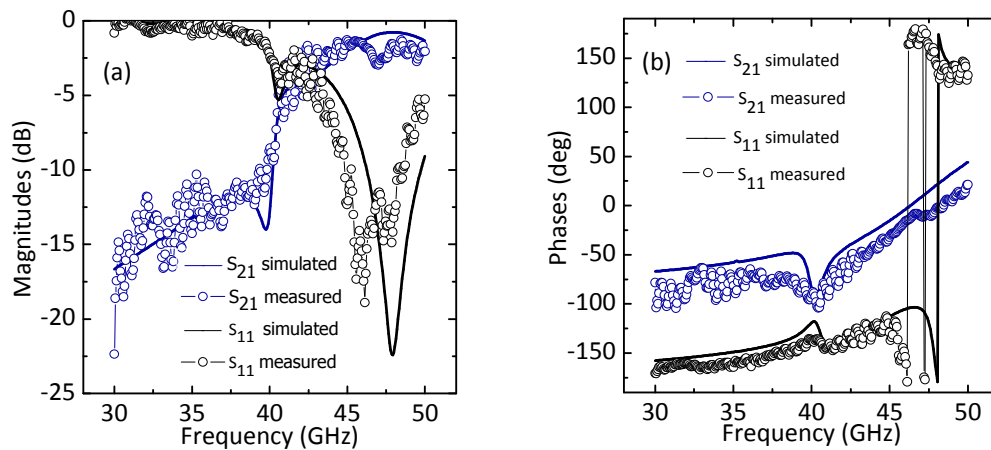 (a)
Magnitudes (dB)
0
-5
-10
-15
-20
-25
S21 simulated
S21 measured
S11 simulated
S11 measured
30 35 40 45 50
Frequency (GHz)
(b)
Phases (deg)
150
100
50
0
-50
-100
-150
S21 simulated
S21 measured
S11 simulated
S11 measured
30 35 40 45 50
Frequency (GHz)